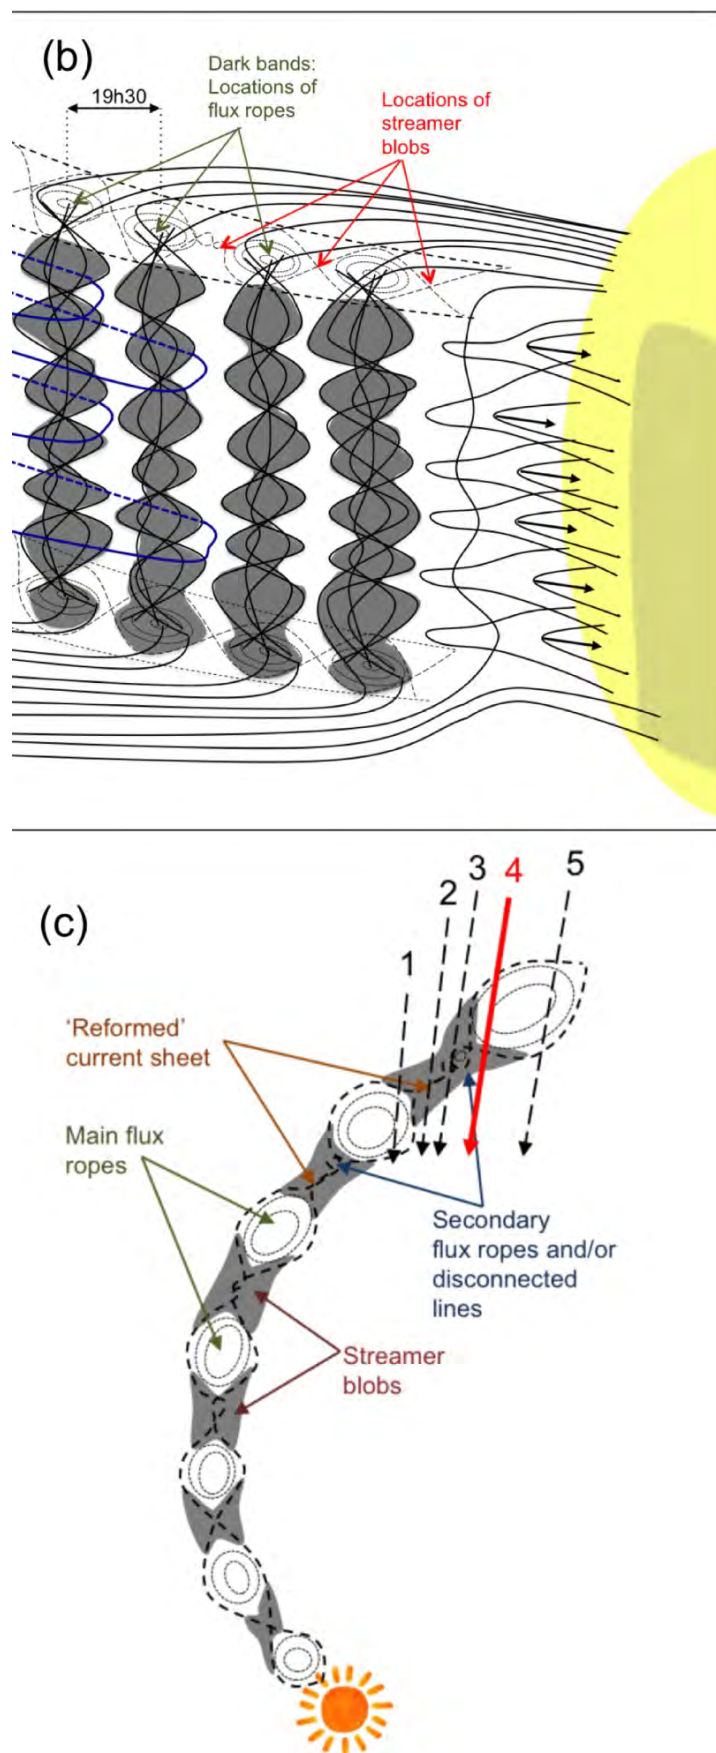 (b)
Dark bands:
Locations of
flux ropes
19h30
Locations of
streamer
blobs
(c)
1
2
3
4
5
‘Reformed’
current sheet
Main flux
ropes
Secondary
flux ropes and/or
disconnected
lines
Streamer
blobs